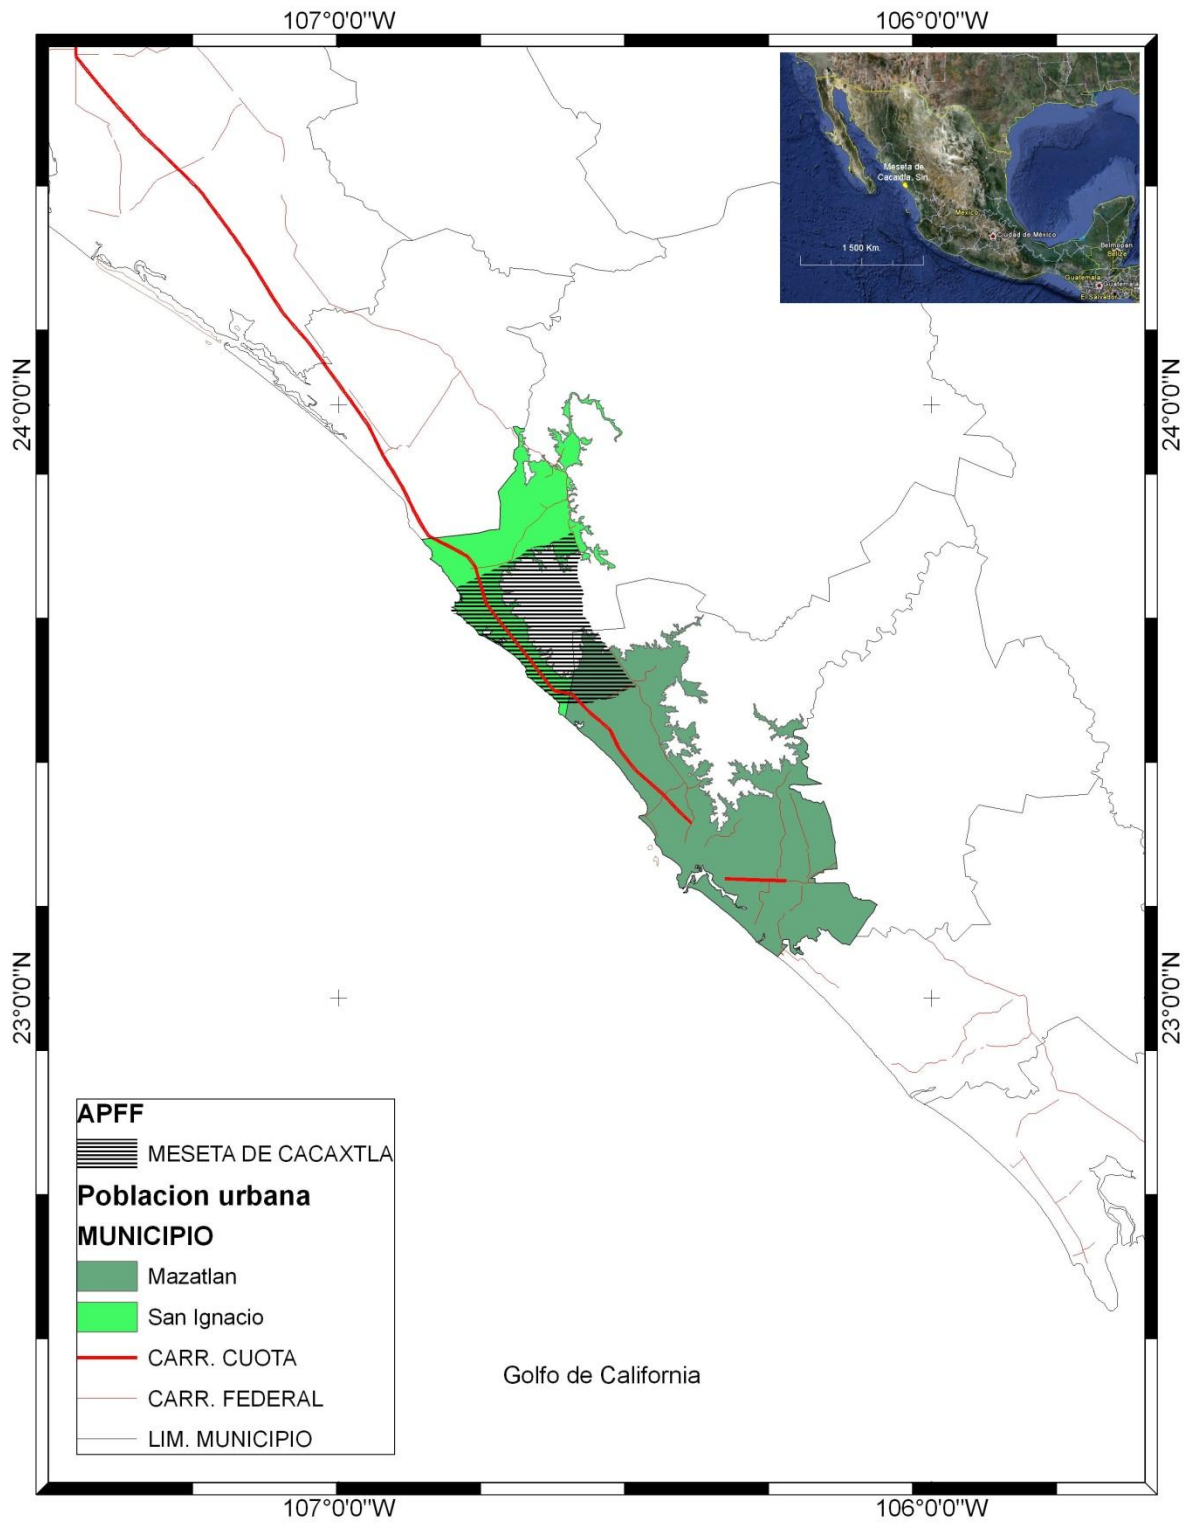 107°0'0"W
106°0'0"W
Meseta de
Cacaxtla, Sin.
México
Ciudad de México
1 500 Km.
Belmopan
Belize
Guatemala
Guatemala
El Salvador
24°0'0"N
24°0'0"N
23°0'0"N
23°0'0"N
APFF
MESETA DE CACAXTLA
Poblacion urbana
MUNICIPIO
Mazatlan
San Ignacio
CARR. CUOTA
CARR. FEDERAL
LIM. MUNICIPIO
Golfo de California
107°0'0"W
106°0'0"W